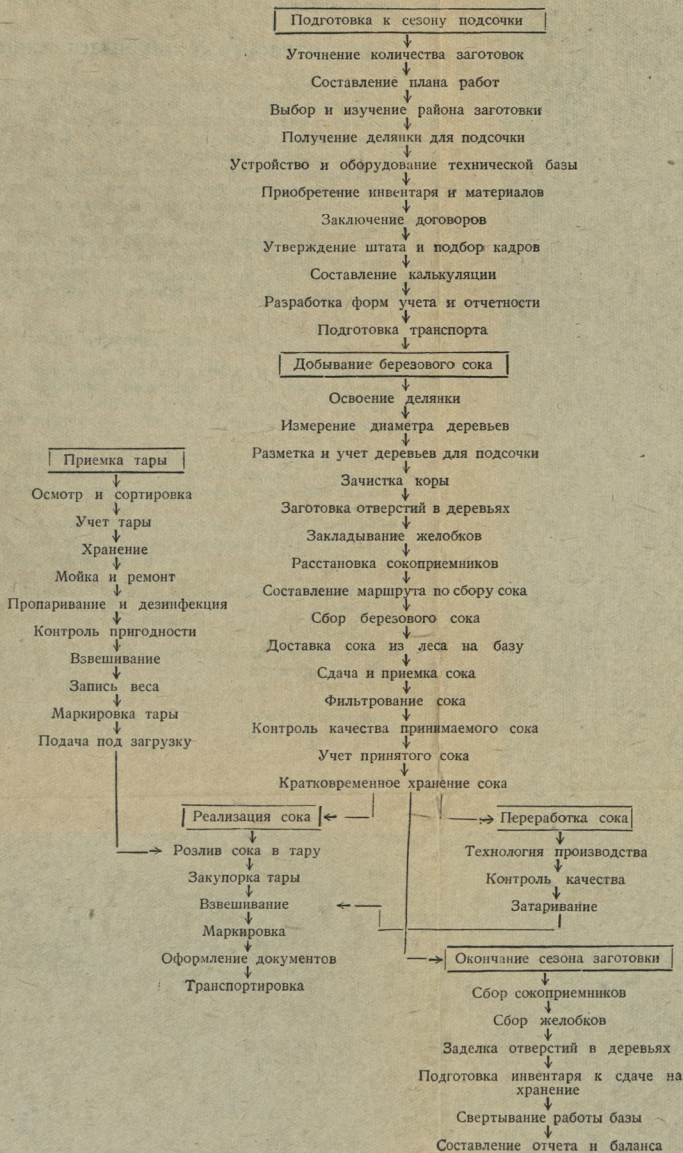 Подготовка к сезону подсочки
Уточнение количества заготовок
Составление плана работ
Выбор и изучение района заготовки
Получение делянки для подсочки
Устройство и оборудование технической базы
Приобретение инвентаря и материалов
Заключение договоров
Утверждение штата и подбор кадров
Составление калькуляции
Разработка форм учета и отчетности
Подготовка транспорта
Добывание березового сока
Освоение делянки
Измерение диаметра деревьев
Разметка и учет деревьев для подсочки
Зачистка коры
Заготовка отверстий в деревьях
Закладывание желобков
Расстановка сокоприемников
Составление маршрута по сбору сока
Сбор березового сока
Доставка сока из леса на базу
Сдача и приемка сока
Фильтрование сока
Контроль качества принимаемого сока
Учет принятого сока
Кратковременное хранение сока
Приемка тары
Осмотр и сортировка
Учет тары
Хранение
Мойка и ремонт
Пропаривание и дезинфекция
Контроль пригодности
Взвешивание
Запись веса
Маркировка тары
Подача под загрузку
Реализация сока
Розлив сока в тару
Закупорка тары
Взвешивание
Маркировка
Оформление документов
Транспортировка
Переработка сока
Технология производства
Контроль качества
Затаривание
Окончание сезона заготовки
Сбор сокоприемников
Сбор желобков
Заделка отверстий в деревьях
Подготовка инвентаря к сдаче на
хранение
Свертывание работы базы
Составление отчета и баланса